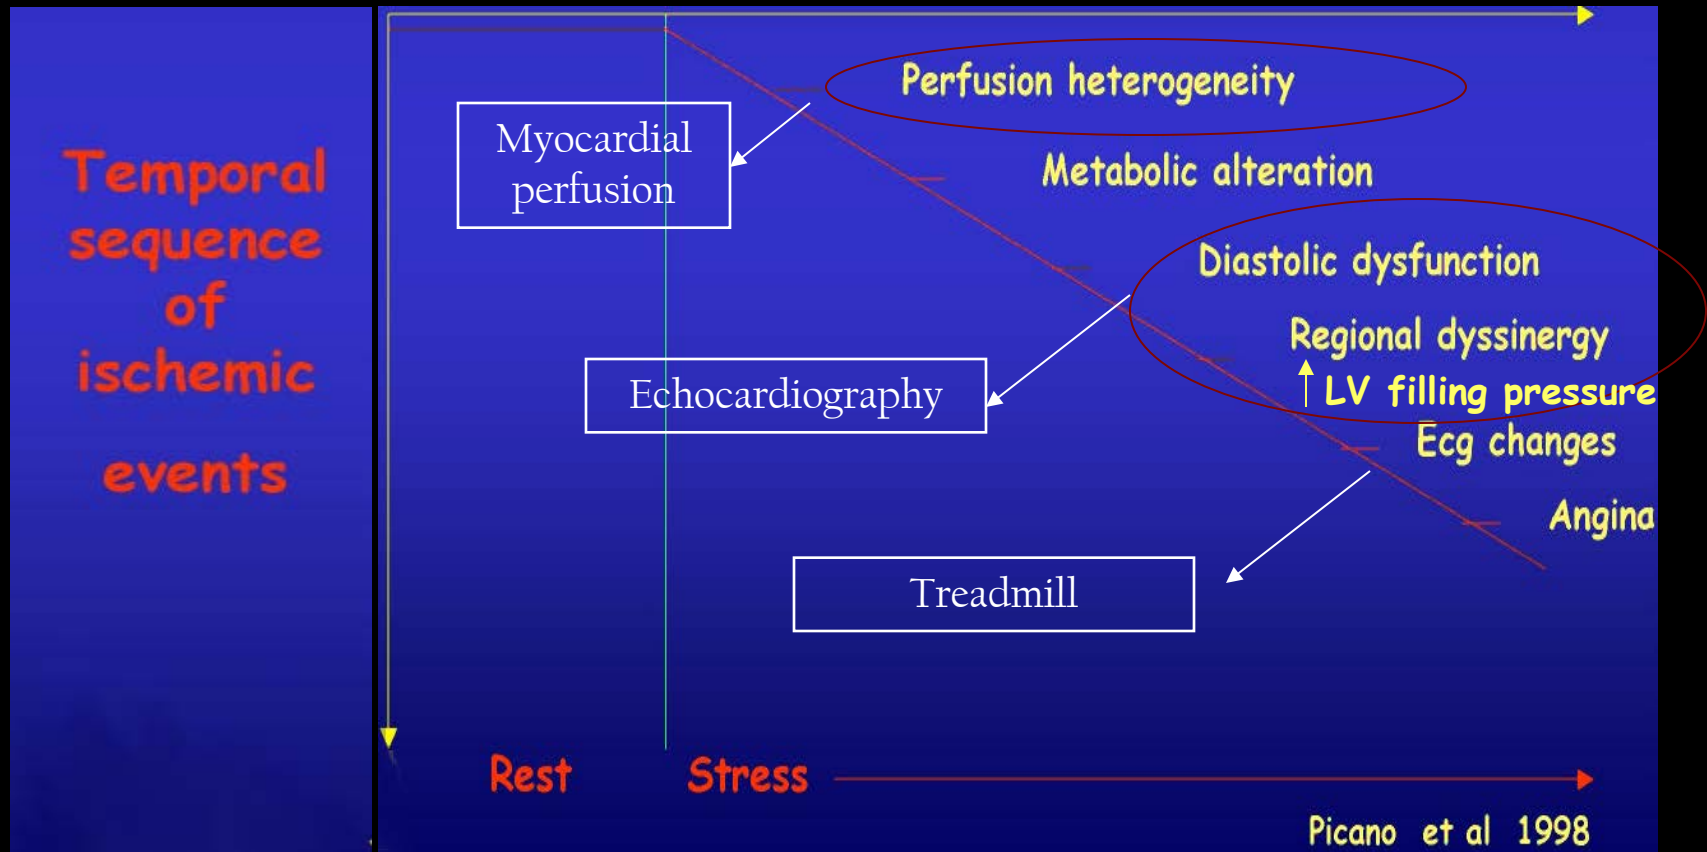 Temporal
sequence
of
ischemic
events
Perfusion heterogeneity
Myocardial
perfusion
Metabolic alteration
Diastolic dysfunction
Regional dyssinergy
Echocardiography
LV filling pressure
Ecg changes
Angina
Treadmill
Rest
Stress
Picano et al 1998